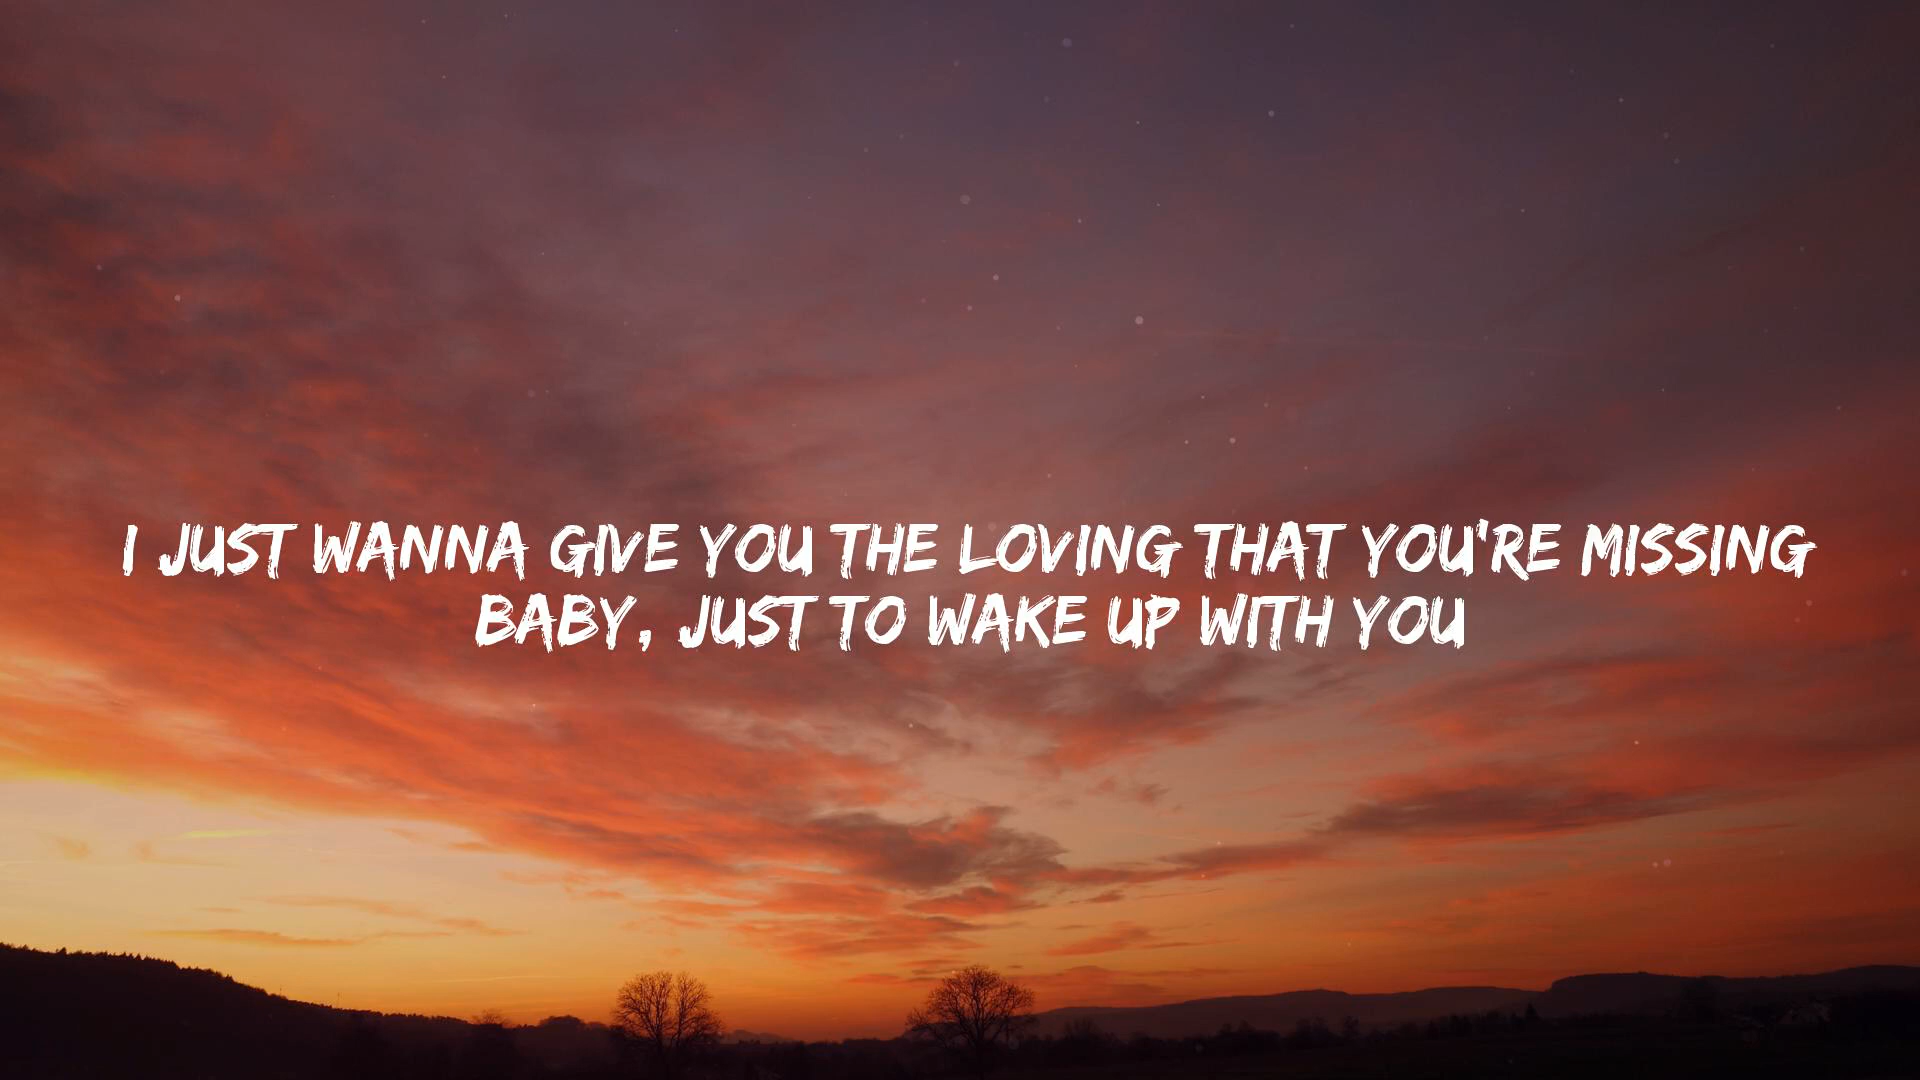 I JUST WANNA GIVE YOU THE LOVING THAT YOU'RE MISSING
BABY, JUST TO WAKE UP WITH YOU